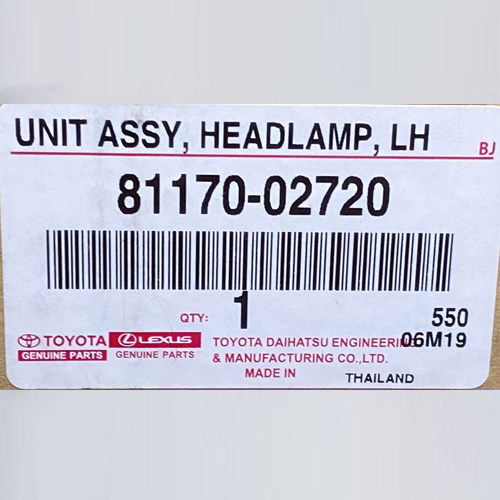 UNIT ASSY, HEADLAMP, LH BJ
81170-02720
QTY: 1 550
TOYOTA LEXUS TOYOTA DAIHATSU ENGINEERING 06M19
GENUINE PARTS GENUINE PARTS & MANUFACTURING CO.,LTD.
MADE IN THAILAND